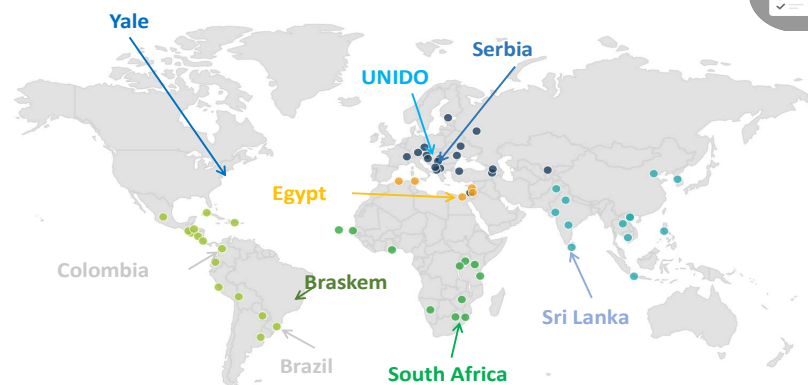 Yale
Serbia
UNIDO
Egypt
Colombia
Braskem
Sri Lanka
Brazil
South Africa